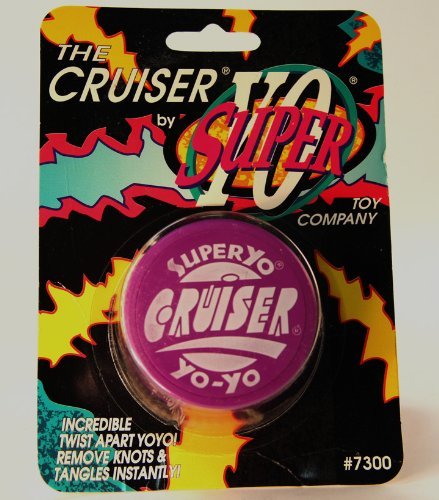 THE
CRUISER®
by SUPER YO®
TOY
COMPANY
SUPERYO®
CRUISER®
YO-YO
INCREDIBLE
TWIST APART YOYO!
REMOVE KNOTS &
TANGLES INSTANTLY!!
#7300